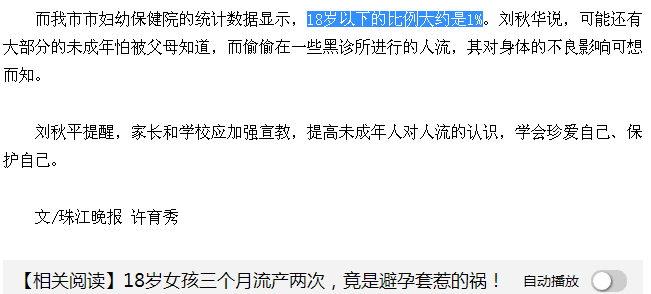 而我市市妇幼保健院的统计数据显示，18岁以下的比例大约是1%。刘秋华说，可能还有
大部分的未成年怕被父母知道，而偷偷在一些黑诊所进行的人流，其对身体的不良影响可想
而知。
刘秋平提醒，家长和学校应加强宣教，提高未成年人对人流的认识，学会珍爱自己、保
护自己。
文/珠江晚报 许育秀
【相关阅读】18岁女孩三个月流产两次，竟是避孕套惹的祸！ 自动播放